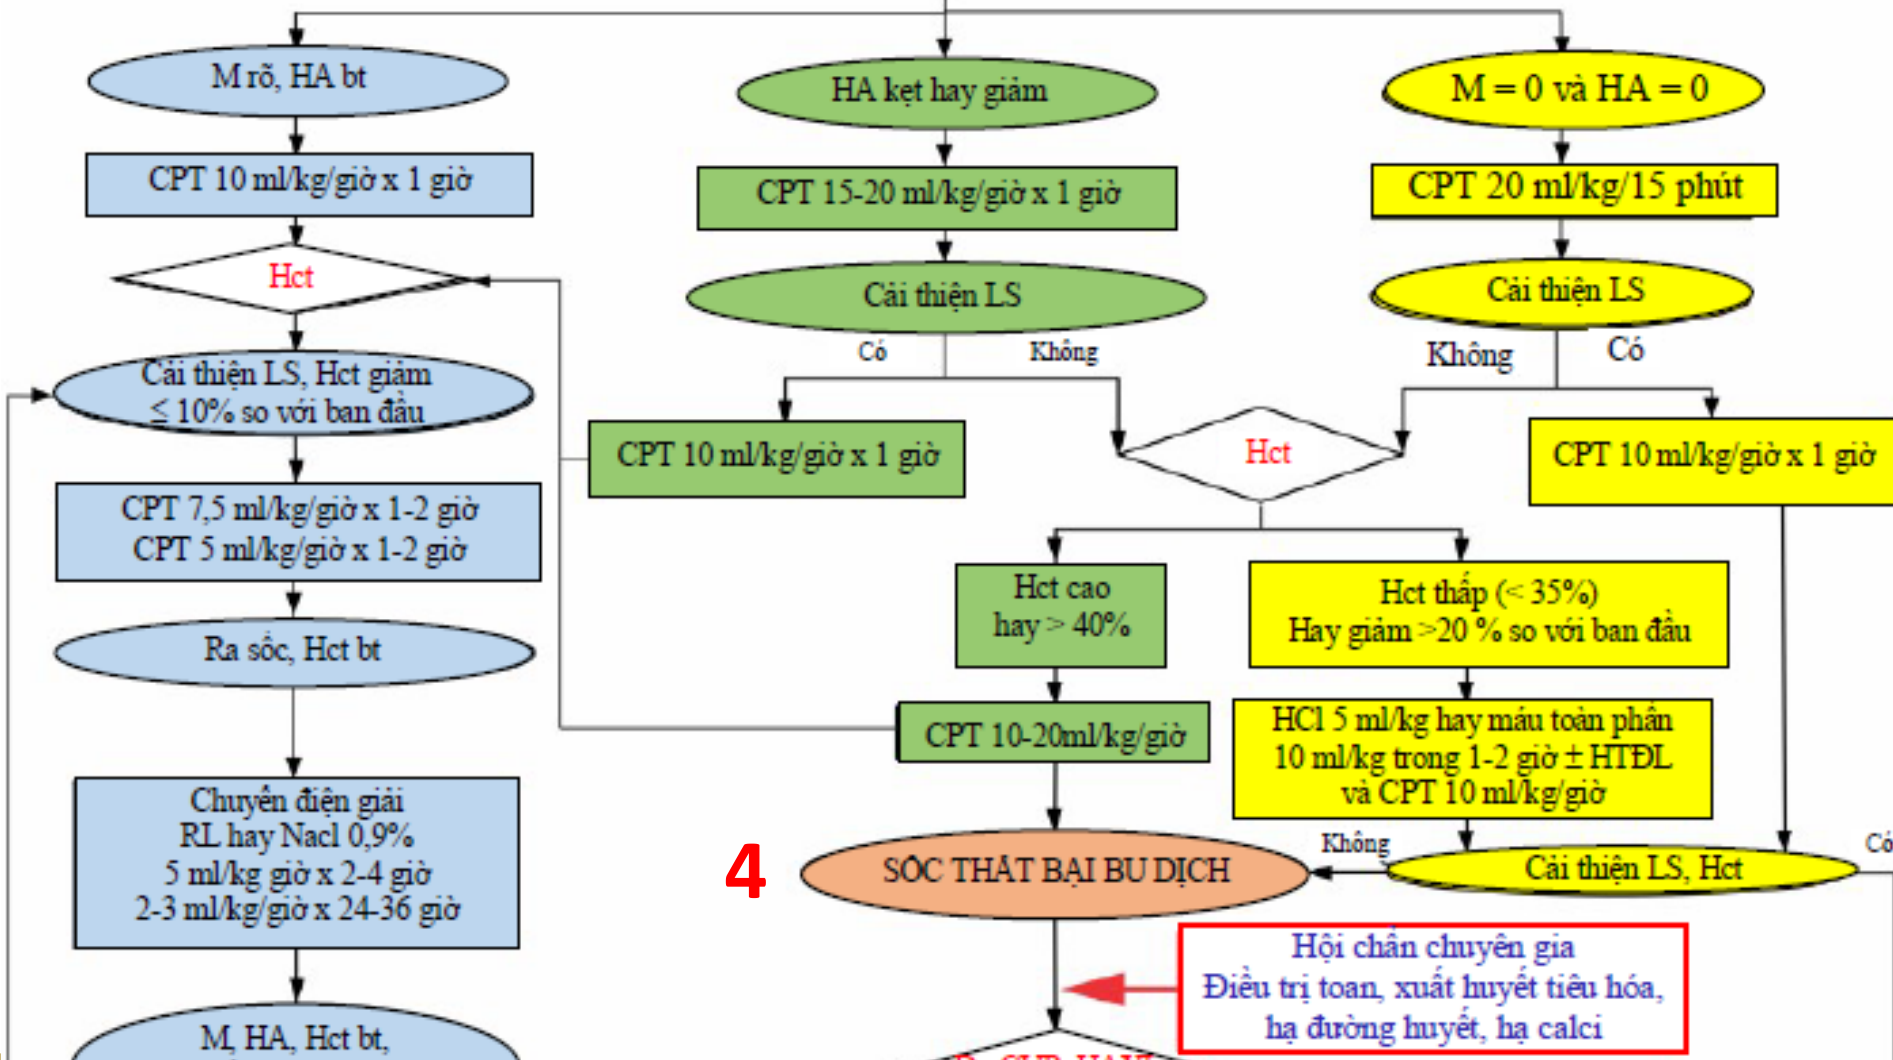 M rõ, HA bt
CPT 10 ml/kg/giờ x 1 giờ
Hct
Cải thiện LS, Hct giảm
≤ 10% so với ban đầu
CPT 7,5 ml/kg/giờ x 1-2 giờ
CPT 5 ml/kg/giờ x 1-2 giờ
Ra sốc, Hct bt
Chuyển điện giải
RL hay Nacl 0,9%
5 ml/kg giờ x 2-4 giờ
2-3 ml/kg/giờ x 24-36 giờ
M, HA, Hct bt,
HA kẹt hay giảm
CPT 15-20 ml/kg/giờ x 1 giờ
Cải thiện LS
Có
Không
CPT 10 ml/kg/giờ x 1 giờ
M = 0 và HA = 0
CPT 20 ml/kg/15 phút
Cải thiện LS
Không
Có
Hct
CPT 10 ml/kg/giờ x 1 giờ
Hct cao
hay > 40%
CPT 10-20ml/kg/giờ
Hct thấp (< 35%)
Hay giảm >20 % so với ban đầu
HCl 5 ml/kg hay máu toàn phần
10 ml/kg trong 1-2 giờ ± HTĐL
và CPT 10 ml/kg/giờ
Không
Cải thiện LS, Hct
Có
4
SỐC THẤT BẠI BU DỊCH
Hội chẩn chuyên gia
Điều trị toan, xuất huyết tiêu hóa,
hạ đường huyết, hạ calci